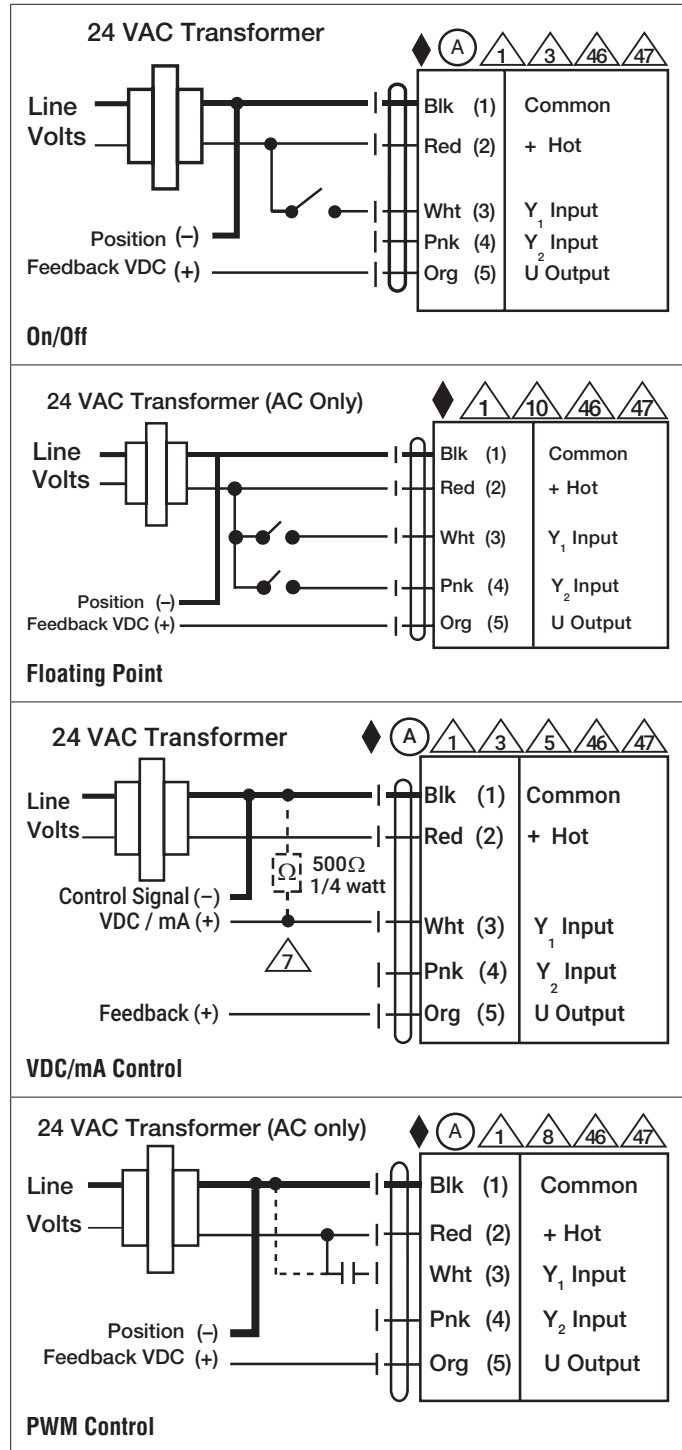 24 VAC Transformer
A 1 3 46 47
Line
Volts
Blk (1) Common
Red (2) + Hot
Wht (3) Y1 Input
Position (–)
Pnk (4) Y2 Input
Feedback VDC (+)
Org (5) U Output
On/Off
24 VAC Transformer (AC Only)
1 10 46 47
Line
Volts
Blk (1) Common
Red (2) + Hot
Wht (3) Y1 Input
Pnk (4) Y2 Input
Position (–)
Feedback VDC (+)
Org (5) U Output
Floating Point
24 VAC Transformer
A 1 3 5 46 47
Line
Volts
Blk (1) Common
Red (2) + Hot
Ω 500Ω
1/4 watt
Control Signal (–)
VDC / mA (+)
Wht (3) Y1 Input
7
Pnk (4) Y2 Input
Feedback (+)
Org (5) U Output
VDC/mA Control
24 VAC Transformer (AC only)
A 1 8 46 47
Line
Volts
Blk (1) Common
Red (2) + Hot
Wht (3) Y1 Input
Pnk (4) Y2 Input
Position (–)
Feedback VDC (+)
Org (5) U Output
PWM Control